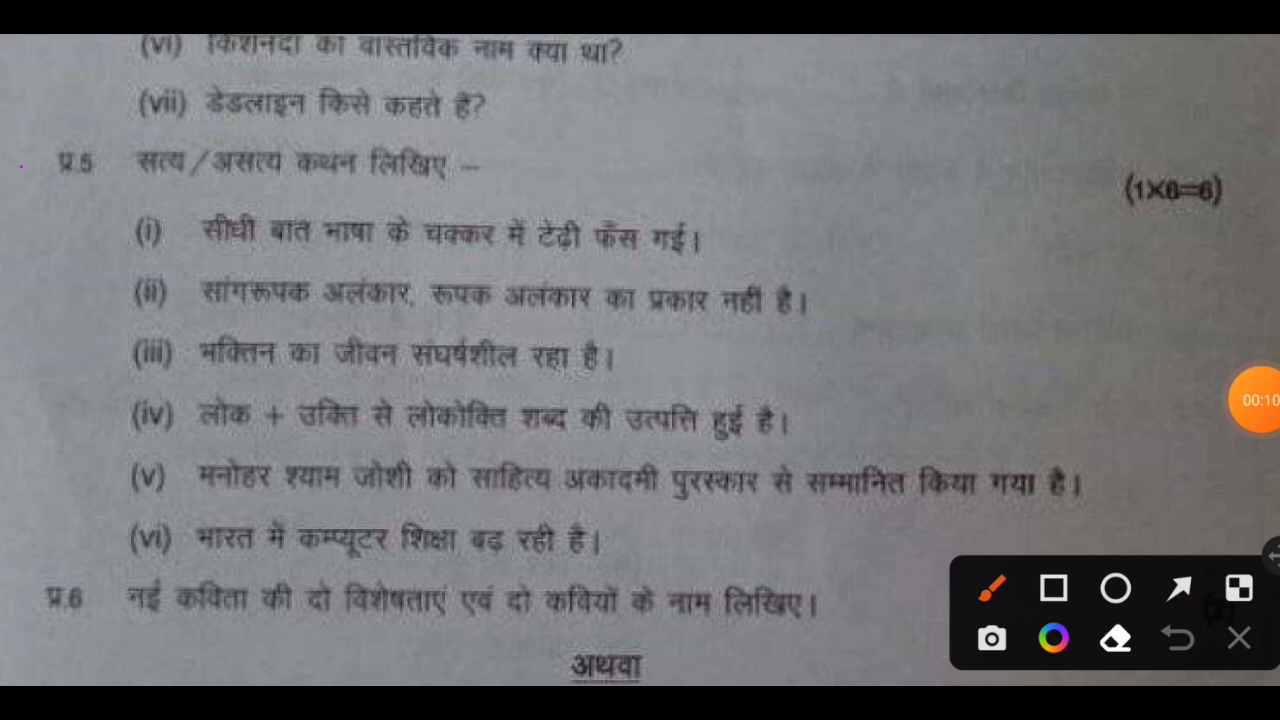 (vi) किशनदा का वास्तविक नाम क्या था?
(vii) डेडलाइन किसे कहते है?
प्र.5 सत्य/असत्य कथन लिखिए –
(1X6=6)
(i) सीधी बात भाषा के चक्कर में टेढी फँस गई।
(ii) सांगरूपक अलंकार, रूपक अलंकार का प्रकार नहीं है।
(iii) भक्तिन का जीवन संघर्षशील रहा है।
(iv) लोक + उक्ति से लोकोक्ति शब्द की उत्पत्ति हुई है।
(v) मनोहर श्याम जोशी को साहित्य अकादमी पुरस्कार से सम्मानित किया गया है।
(vi) भारत में कम्प्यूटर शिक्षा बढ़ रही है।
प्र.6 नई कविता की दो विशेषताएं एवं दो कवियों के नाम लिखिए।
(2)
अथवा
00:10